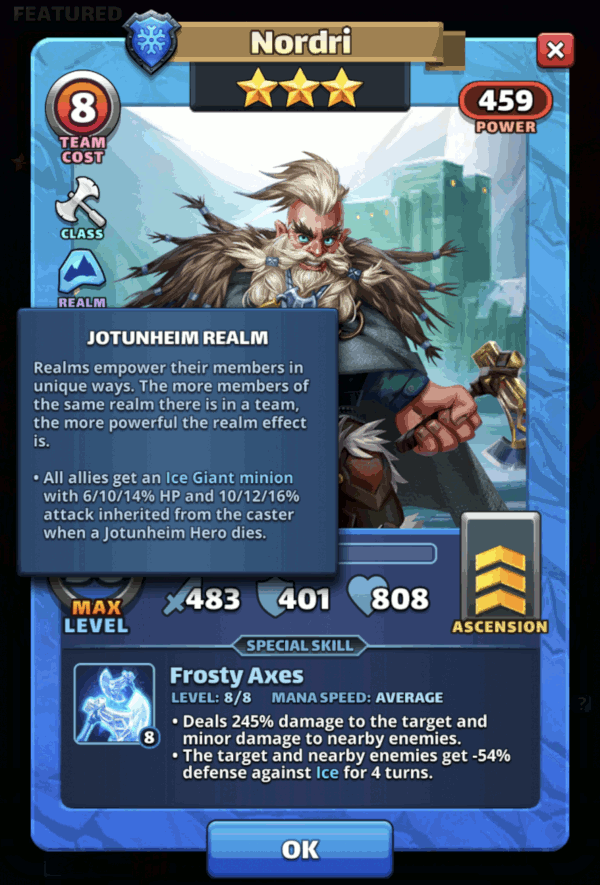 FEATURED
Nordri
8
TEAM
COST
459
POWER
CLASS
REALM
JOTUNHEIM REALM
Realms empower their members in
unique ways. The more members of
the same realm there is in a team,
the more powerful the realm effect
is.
• All allies get an Ice Giant minion
with 6/10/14% HP and 10/12/16%
attack inherited from the caster
when a Jotunheim Hero dies.
MAX
LEVEL
483
401
808
ASCENSION
SPECIAL SKILL
Frosty Axes
LEVEL: 8/8 MANA SPEED: AVERAGE
8
• Deals 245% damage to the target and
minor damage to nearby enemies.
• The target and nearby enemies get -54%
defense against Ice for 4 turns.
OK